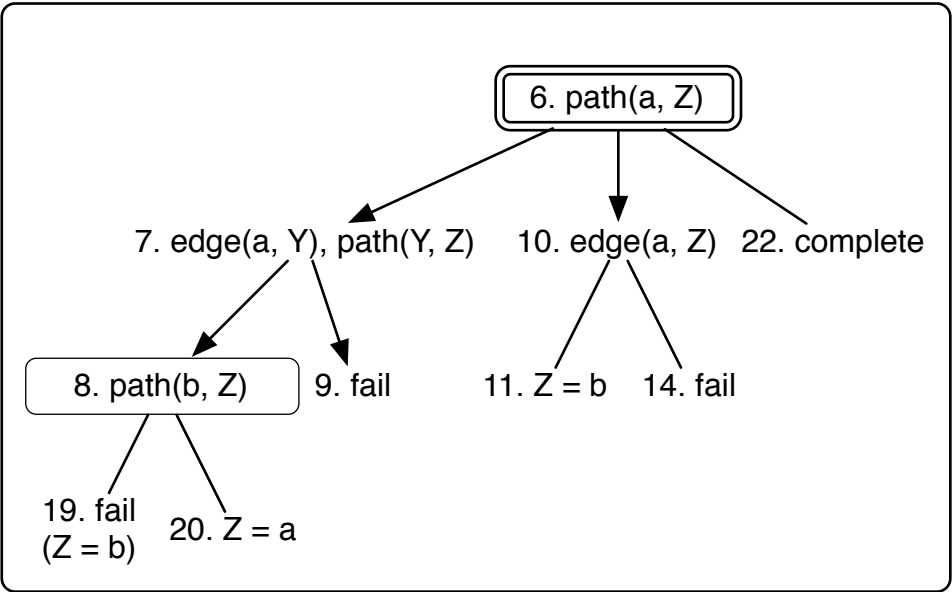 6. path(a, Z)
7. edge(a, Y), path(Y, Z)
10. edge(a, Z)
22. complete
8. path(b, Z)
9. fail
11. Z = b
14. fail
19. fail
(Z = b)
20. Z = a